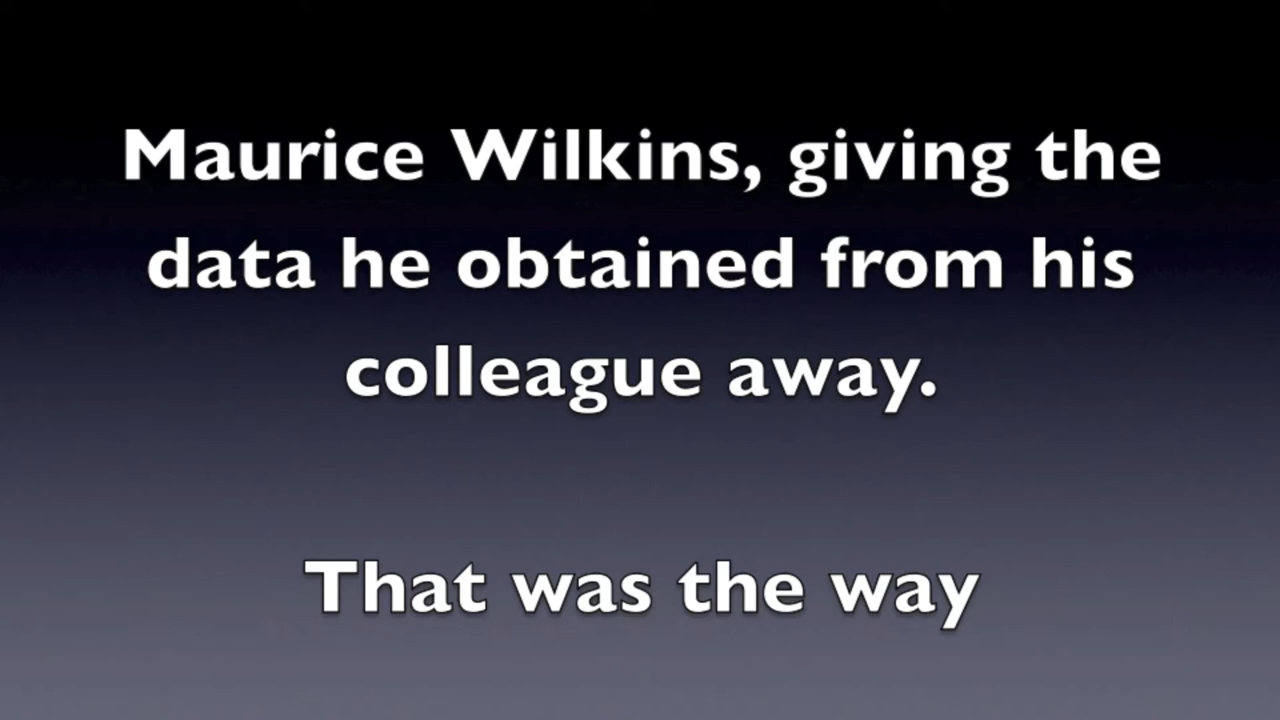 Maurice Wilkins, giving the
data he obtained from his
colleague away.
That was the way